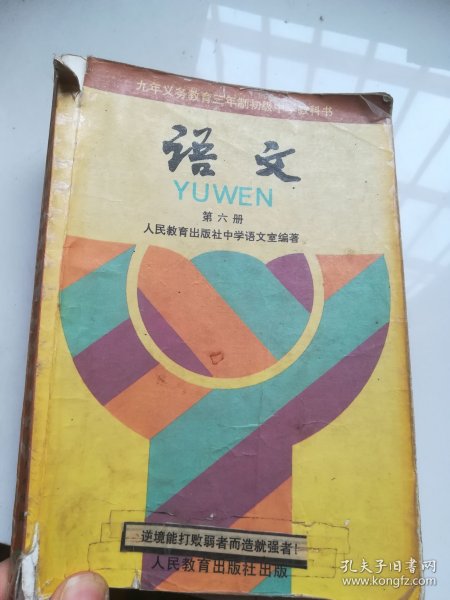 九年义务教育三年制初级中学教科书
语文
YUWEN
第六册
人民教育出版社中学语文室编著
逆境能打败弱者而造就强者!
人民教育出版社出版
孔夫子旧书网
www.kongfz.com